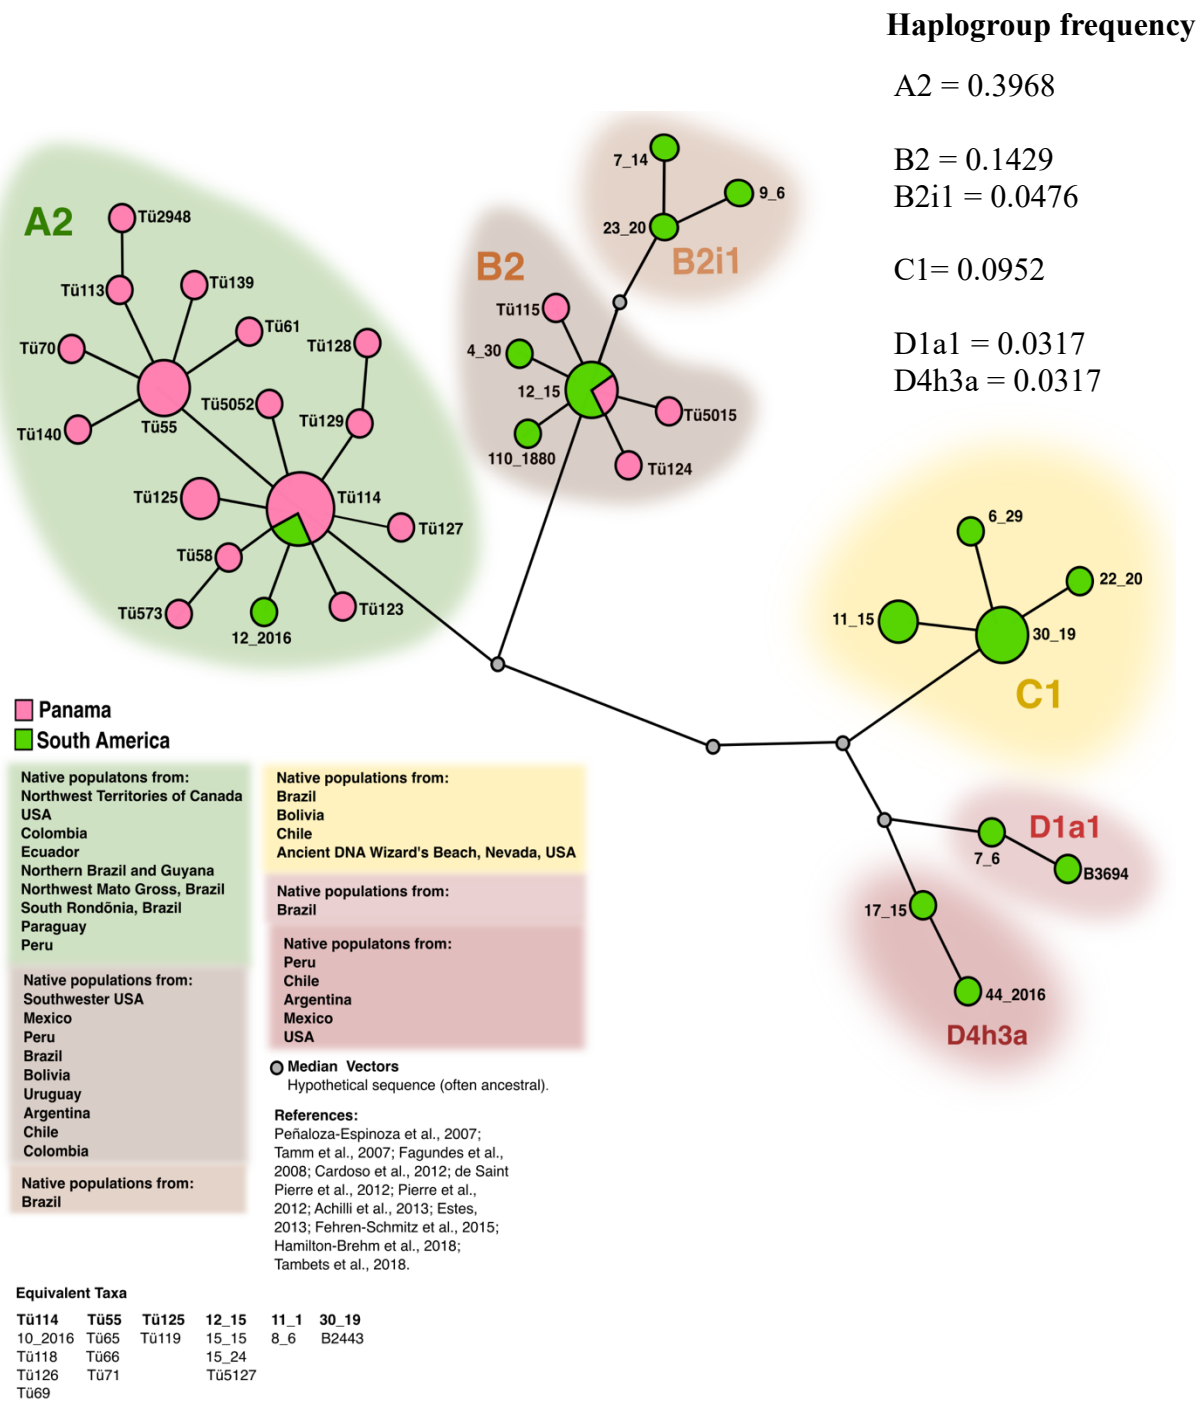 Haplogroup frequency
A2 = 0.3968
B2 = 0.1429
B2i1 = 0.0476
C1= 0.0952
D1a1 = 0.0317
D4h3a = 0.0317
A2
Tü2948
Tü113
Tü139
Tü61
Tü70
Tü128
Tü5052
Tü129
Tü140
Tü55
Tü125
Tü114
Tü127
Tü58
Tü573
Tü123
12_2016
7_14
9_6
23_20
B2i1
B2
Tü115
4_30
12_15
Tü5015
110_1880
Tü124
6_29
22_20
11_15
30_19
C1
D1a1
7_6
B3694
17_15
44_2016
D4h3a
Panama
South America
Native populatons from:
Northwest Territories of Canada
USA
Colombia
Ecuador
Northern Brazil and Guyana
Northwest Mato Gross, Brazil
South Rondõnia, Brazil
Paraguay
Peru
Native populations from:
Southwester USA
Mexico
Peru
Brazil
Bolivia
Uruguay
Argentina
Chile
Colombia
Native populations from:
Brazil
Native populations from:
Brazil
Bolivia
Chile
Ancient DNA Wizard's Beach, Nevada, USA
Native populations from:
Brazil
Native populatons from:
Peru
Chile
Argentina
Mexico
USA
Median Vectors
Hypothetical sequence (often ancestral).
References:
Peñaloza-Espinoza et al., 2007;
Tamm et al., 2007; Fagundes et al.,
2008; Cardoso et al., 2012; de Saint
Pierre et al., 2012; Pierre et al.,
2012; Achilli et al., 2013; Estes,
2013; Fehren-Schmitz et al., 2015;
Hamilton-Brehm et al., 2018;
Tambets et al., 2018.
Equivalent Taxa
Tü114 Tü55 Tü125 12_15 11_1 30_19
10_2016 Tü65 Tü119 15_15 8_6 B2443
Tü118 Tü66 15_24
Tü126 Tü71 Tü5127
Tü69